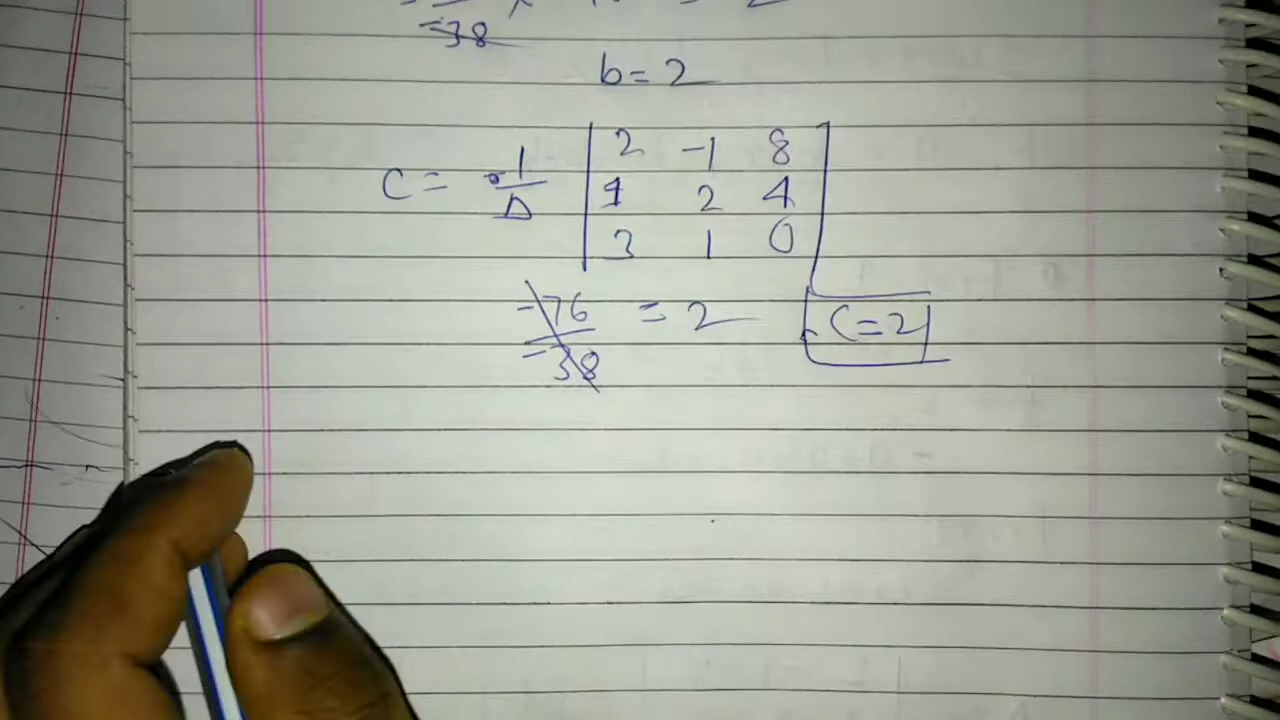 -38
b = 2
C = 1/Δ | 2 -1 8 |
| 1 2 4 |
| 3 1 0 |
-76/-38 = 2 C = 2